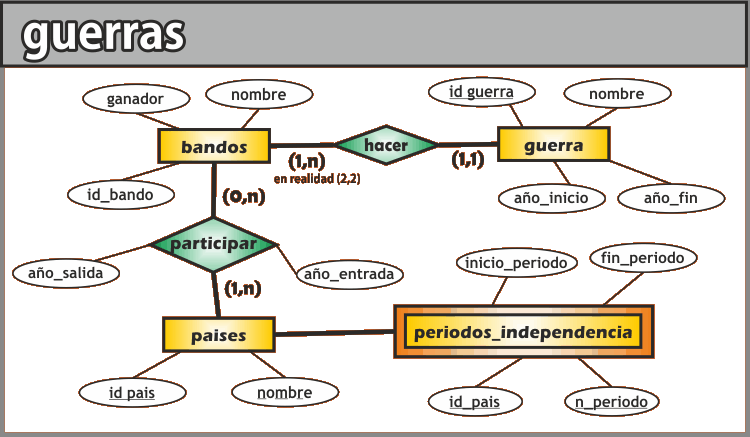 guerras
ganador
nombre
id guerra
nombre
bandos
hacer
guerra
(1,n)
en realidad (2,2)
(1,1)
id_bando
(0,n)
año_inicio
año_fin
participar
año_salida
año_entrada
inicio_periodo
fin_periodo
(1,n)
paises
periodos_independencia
id pais
nombre
id_pais
n_periodo